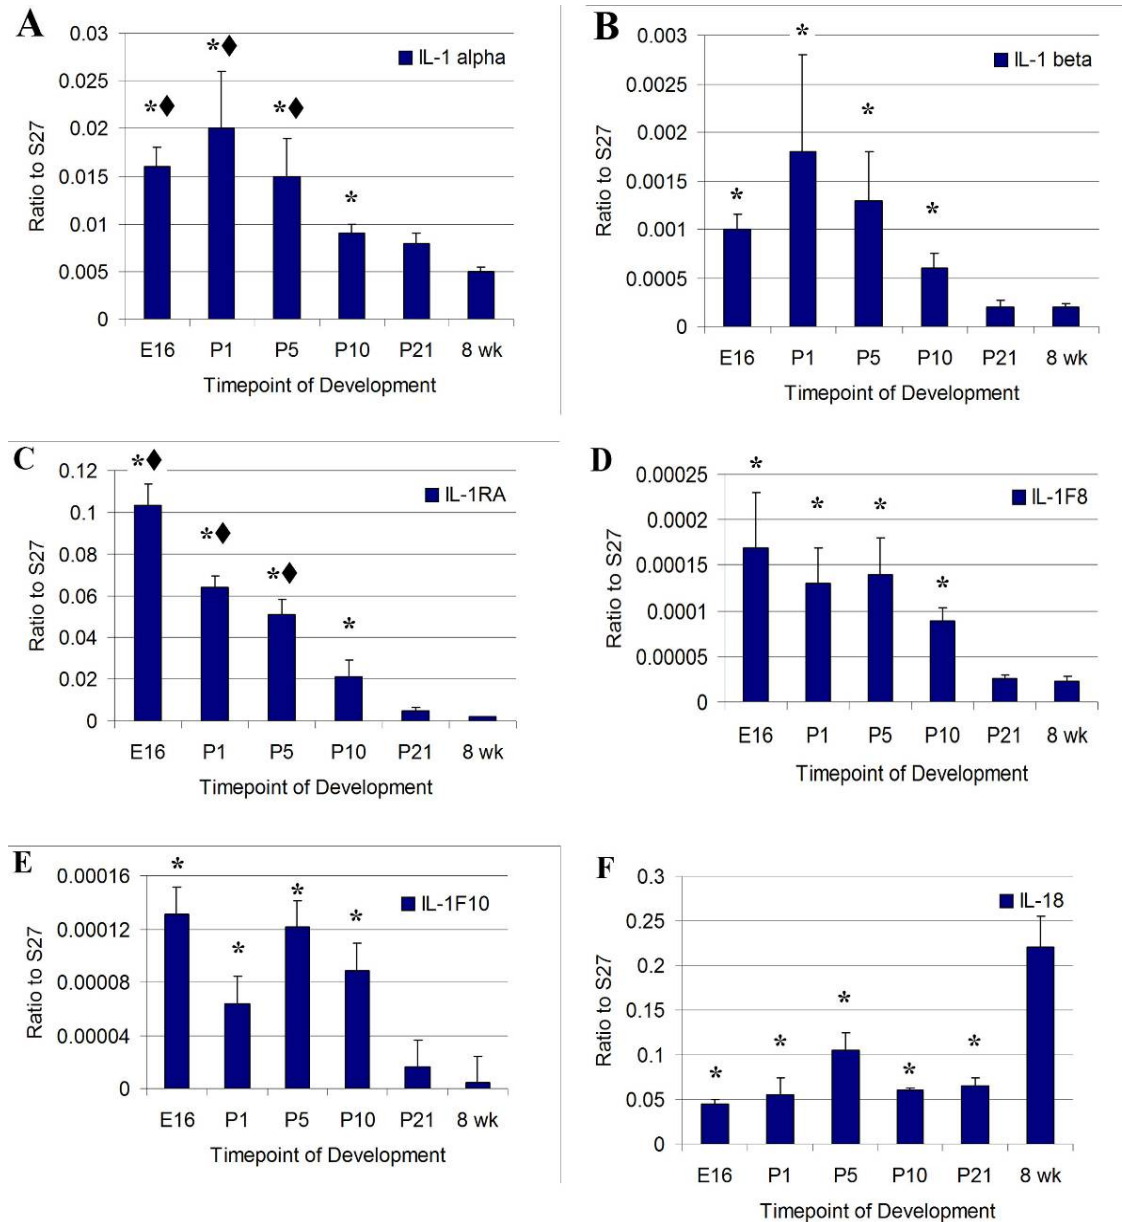 A
0.03
0.025
0.02
0.015
0.01
0.005
0
Ratio to S27
IL-1 alpha
*♦
*♦
*♦
*
E16 P1 P5 P10 P21 8 wk
Timepoint of Development
B
0.003
0.0025
0.002
0.0015
0.001
0.0005
0
Ratio to S27
IL-1 beta
*
*
*
*
E16 P1 P5 P10 P21 8 wk
Timepoint of Development
C
0.12
0.1
0.08
0.06
0.04
0.02
0
Ratio to S27
IL-1RA
*♦
*♦
*♦
*
E16 P1 P5 P10 P21 8 wk
Timepoint of Development
D
0.00025
0.0002
0.00015
0.0001
0.00005
0
Ratio to S27
IL-1F8
*
*
*
*
E16 P1 P5 P10 P21 8 wk
Timepoint of Development
E
0.00016
0.00012
0.00008
0.00004
0
Ratio to S27
IL-1F10
*
*
*
*
E16 P1 P5 P10 P21 8 wk
Timepoint of Development
F
0.3
0.25
0.2
0.15
0.1
0.05
0
Ratio to S27
IL-18
*
*
*
*
*
E16 P1 P5 P10 P21 8 wk
Timepoint of Development